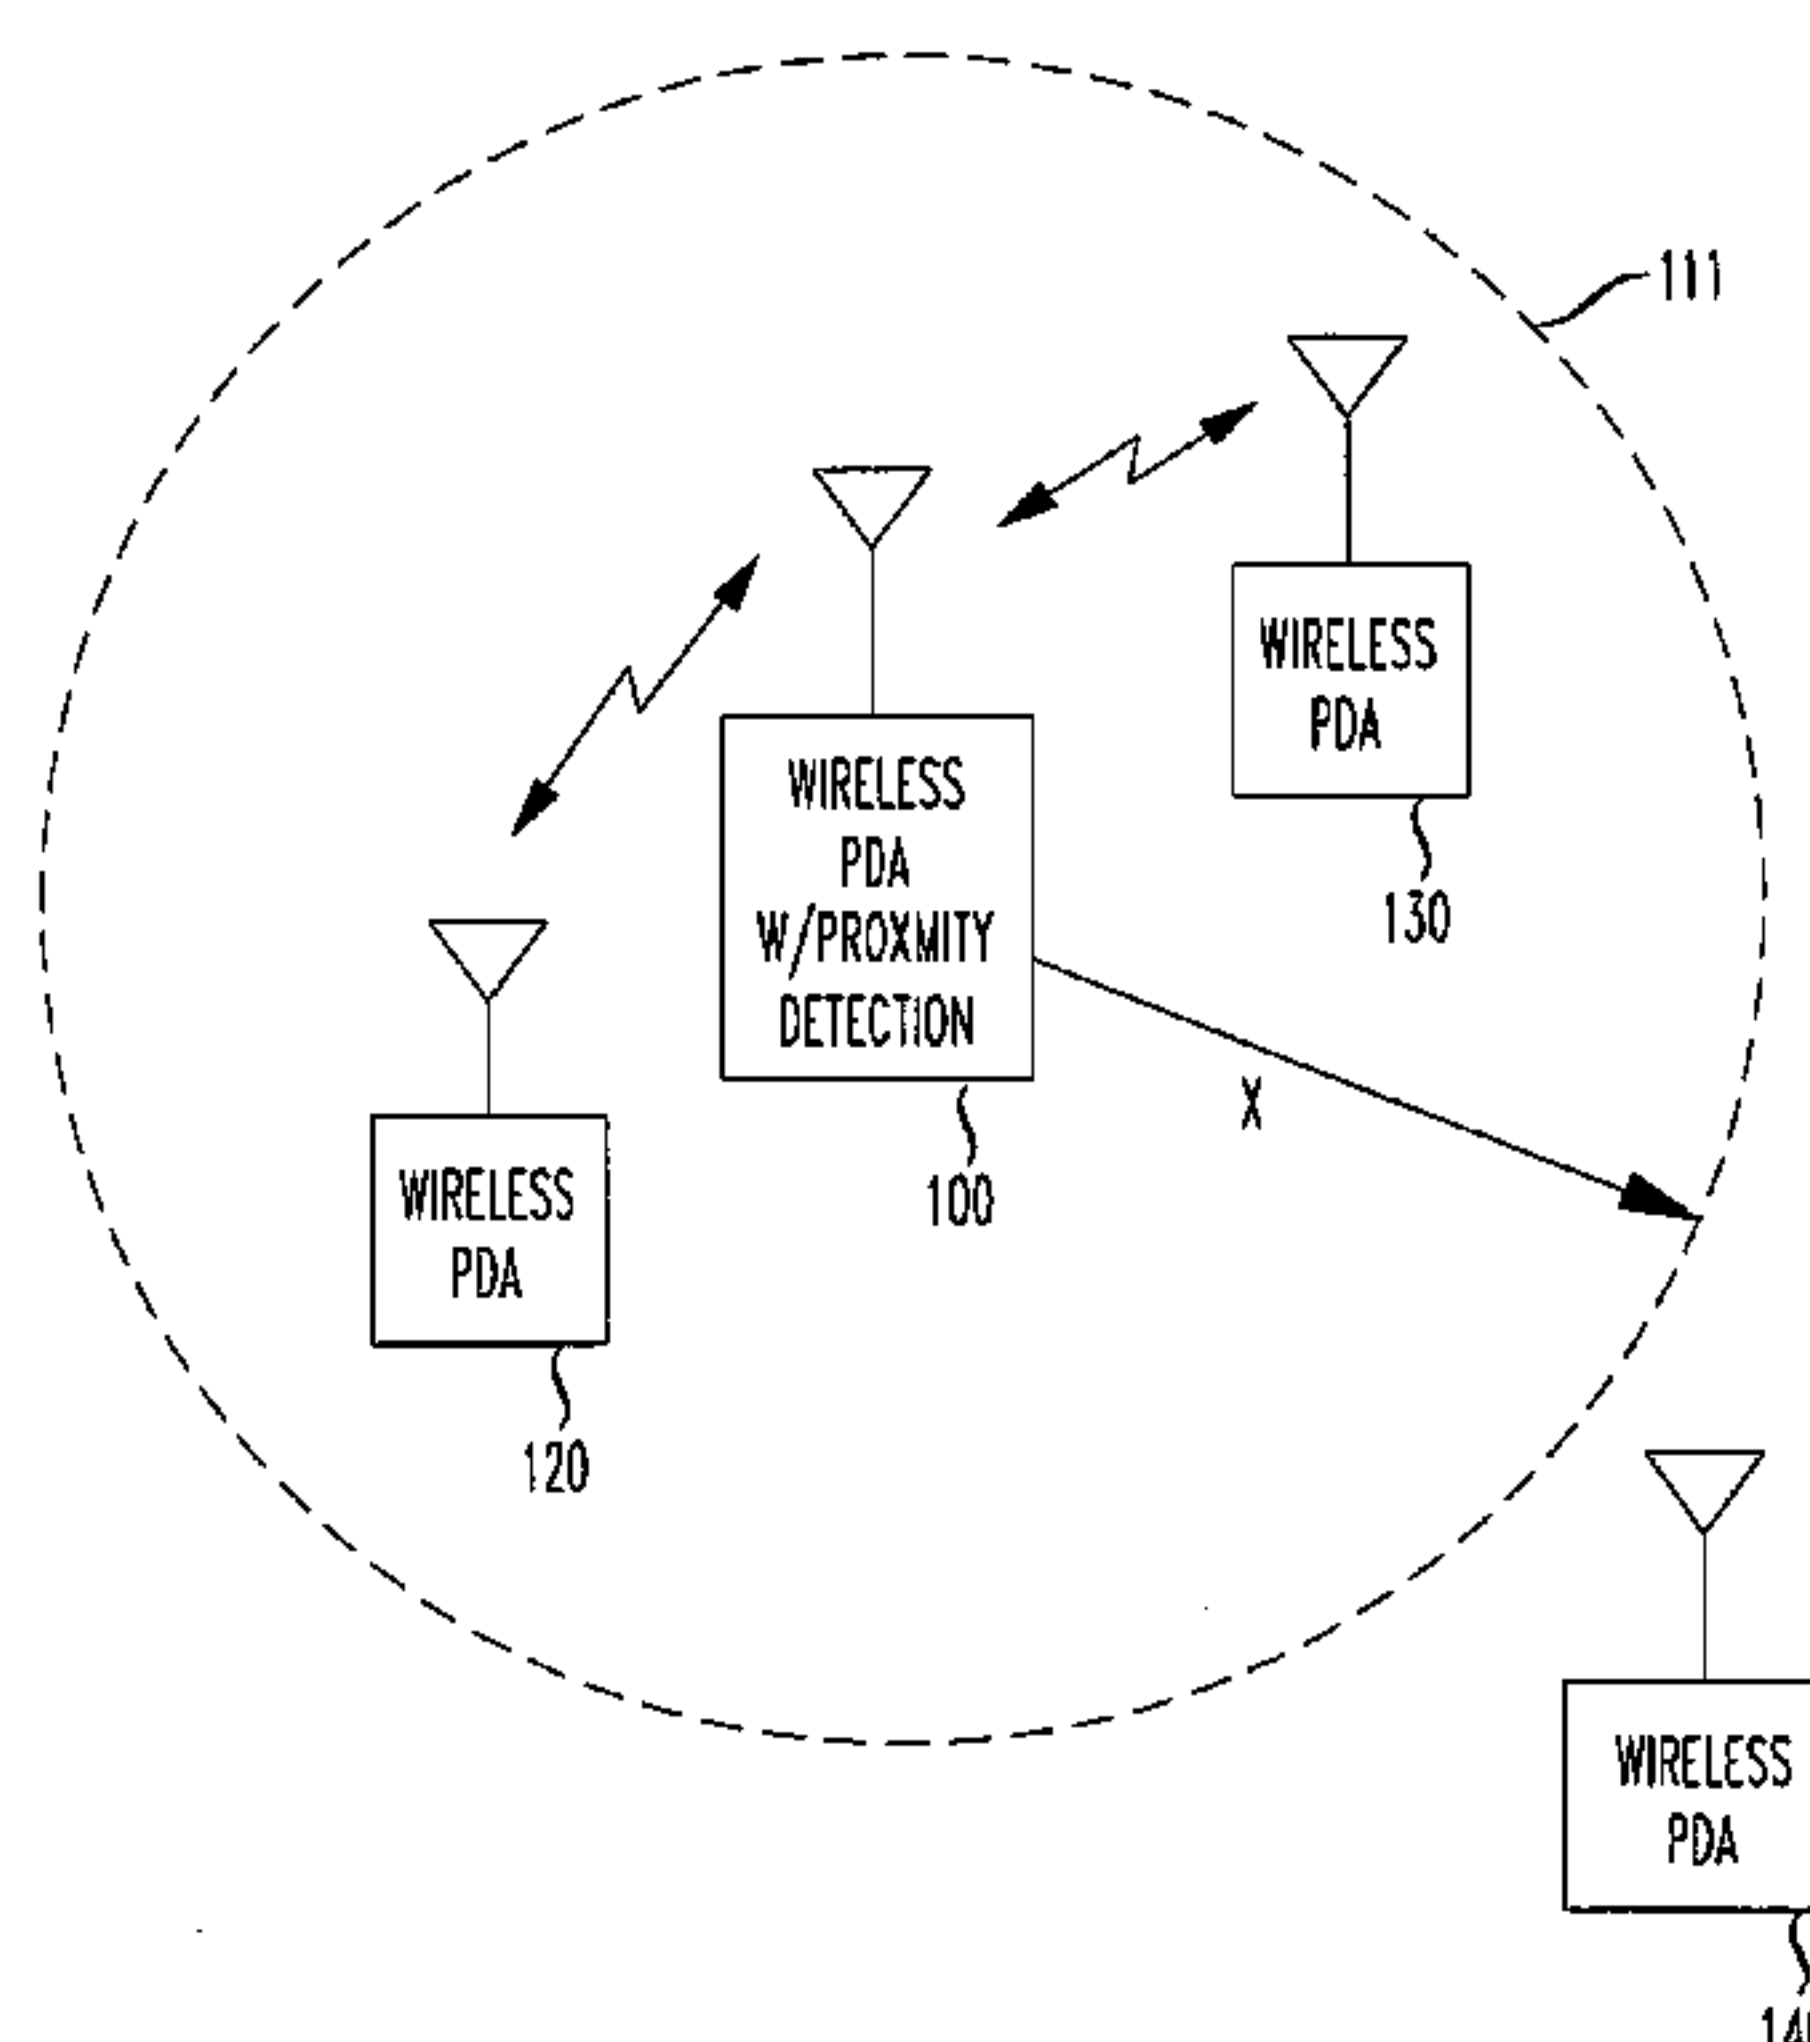 111
WIRELESS
PDA
130
WIRELESS
PDA
W/PROXMITY
DETECTION
100
X
WIRELESS
PDA
120
WIRELESS
PDA